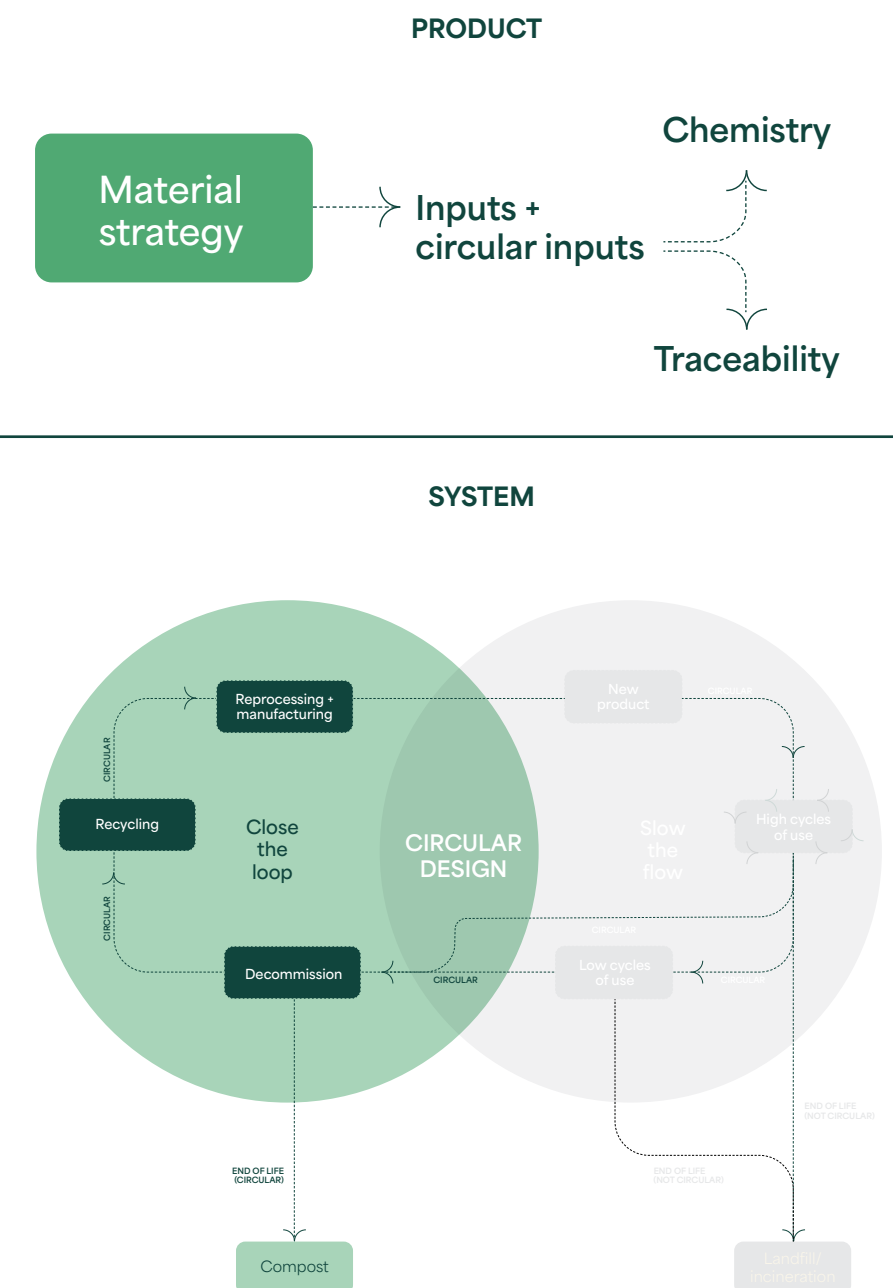 PRODUCT
Chemistry
Material
strategy
Inputs +
circular inputs
Traceability
SYSTEM
Reprocessing +
manufacturing
New
product
CIRCULAR
CIRCULAR
Recycling
Close
the
loop
CIRCULAR
DESIGN
Slow
the
flow
High cycles
of use
CIRCULAR
CIRCULAR
Decommission
CIRCULAR
Low cycles
of use
CIRCULAR
END OF LIFE
(NOT CIRCULAR)
END OF LIFE
(CIRCULAR)
END OF LIFE
(NOT CIRCULAR)
Compost
Landfill/
incineration